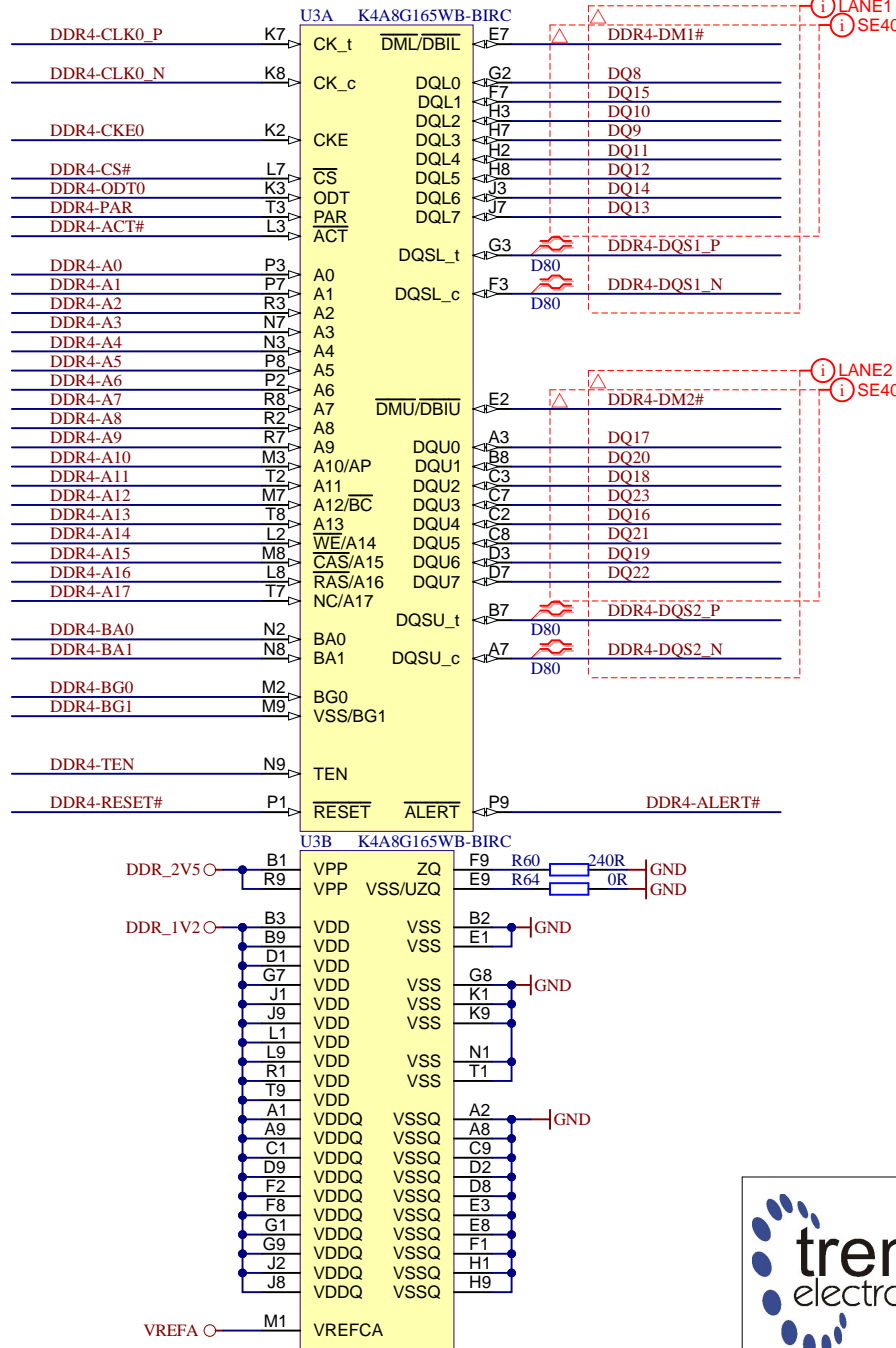 U3A K4A8G165WB-BIRC
LANE1
SE40
DDR4-CLK0_P K7 CK_t DML/DBIL E7 DDR4-DM1#
DDR4-CLK0_N K8 CK_c DQL0 G2 DQ8
DQL1 F7 DQ15
DQL2 H3 DQ10
DDR4-CKE0 K2 CKE DQL3 H7 DQ9
DQL4 H2 DQ11
DDR4-CS# L7 CS DQL5 H8 DQ12
DDR4-ODT0 K3 ODT DQL6 J3 DQ14
DDR4-PAR T3 PAR DQL7 J7 DQ13
DDR4-ACT# L3 ACT
DQSL_t G3 D80 DDR4-DQS1_P
DDR4-A0 P3 A0
DDR4-A1 P7 A1 DQSL_c F3 D80 DDR4-DQS1_N
DDR4-A2 R3 A2
DDR4-A3 N7 A3
DDR4-A4 N3 A4
DDR4-A5 P8 A5
LANE2
DDR4-A6 P2 A6
SE40
DDR4-A7 R8 A7 DMU/DBIU E2 DDR4-DM2#
DDR4-A8 R2 A8
DDR4-A9 R7 A9 DQU0 A3 DQ17
DDR4-A10 M3 A10/AP DQU1 B8 DQ20
DDR4-A11 T2 A11 DQU2 C3 DQ18
DDR4-A12 M7 A12/BC DQU3 C7 DQ23
DDR4-A13 T8 A13 DQU4 C2 DQ16
DDR4-A14 L2 WE/A14 DQU5 C8 DQ21
DDR4-A15 M8 CAS/A15 DQU6 D3 DQ19
DDR4-A16 L8 RAS/A16 DQU7 D7 DQ22
DDR4-A17 T7 NC/A17
DQSU_t B7 D80 DDR4-DQS2_P
DDR4-BA0 N2 BA0
DDR4-BA1 N8 BA1 DQSU_c A7 D80 DDR4-DQS2_N
DDR4-BG0 M2 BG0
DDR4-BG1 M9 VSS/BG1
DDR4-TEN N9 TEN
DDR4-RESET# P1 RESET ALERT P9 DDR4-ALERT#
U3B K4A8G165WB-BIRC
DDR_2V5 B1 VPP ZQ F9 R60 240R GND
R9 VPP VSS/UZQ E9 R64 0R GND
DDR_1V2 B3 VDD VSS B2 GND
B9 VDD VSS E1
D1 VDD
G7 VDD VSS G8 GND
J1 VDD VSS K1
J9 VDD VSS K9
L1 VDD
L9 VDD VSS N1
R1 VDD VSS T1
T9 VDD
A1 VDDQ VSSQ A2 GND
A9 VDDQ VSSQ A8
C1 VDDQ VSSQ C9
D9 VDDQ VSSQ D2
F2 VDDQ VSSQ D8
F8 VDDQ VSSQ E3
G1 VDDQ VSSQ E8
G9 VDDQ VSSQ F1
J2 VDDQ VSSQ H1
J8 VDDQ VSSQ H9
VREFA M1 VREFCA
tren
electro